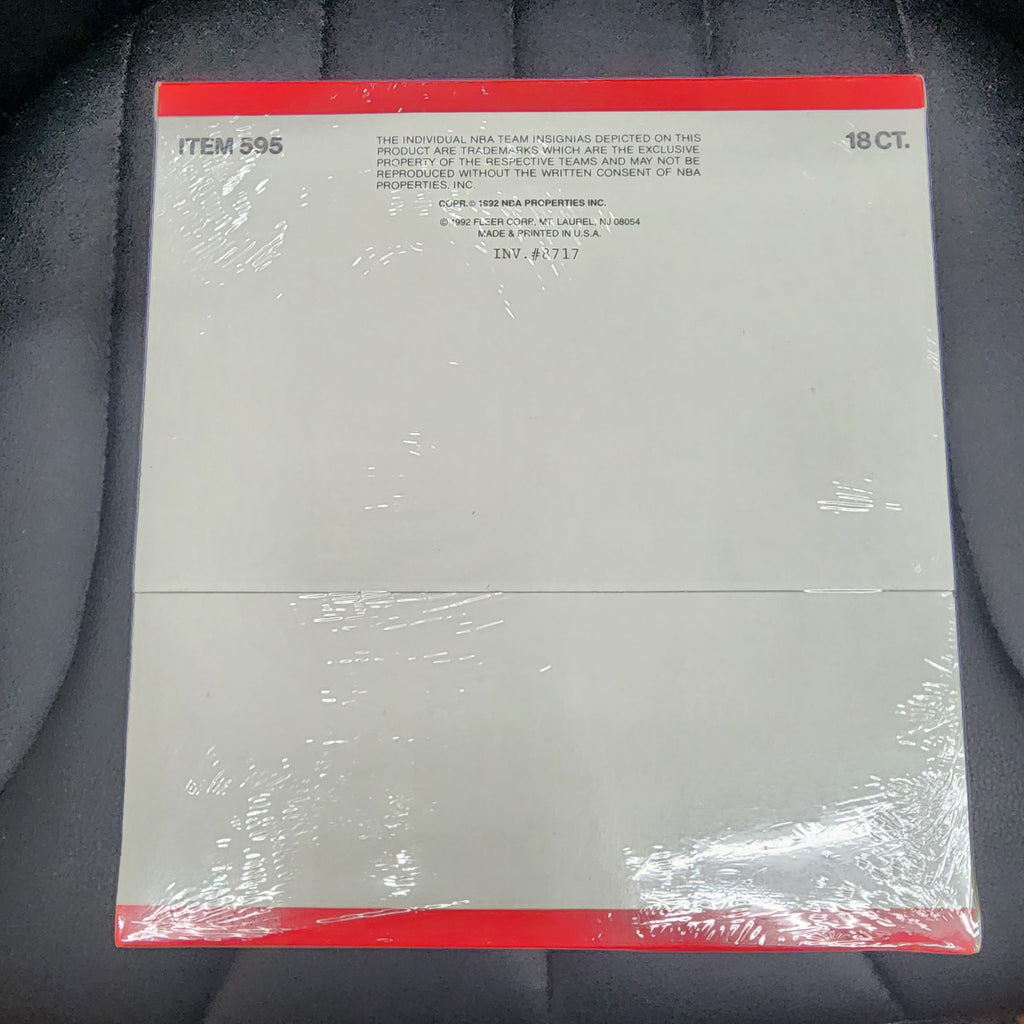 ITEM 595
THE INDIVIDUAL NBA TEAM INSIGNIAS DEPICTED ON THIS
PRODUCT ARE TRADEMARKS WHICH ARE THE EXCLUSIVE
PROPERTY OF THE RESPECTIVE TEAMS AND MAY NOT BE
REPRODUCED WITHOUT THE WRITTEN CONSENT OF NBA
PROPERTIES, INC.
COPR.© 1992 NBA PROPERTIES INC.
© 1992 FLEER CORP., MT. LAUREL, NJ 08054
MADE & PRINTED IN U.S.A.
INV.#8717
18 CT.